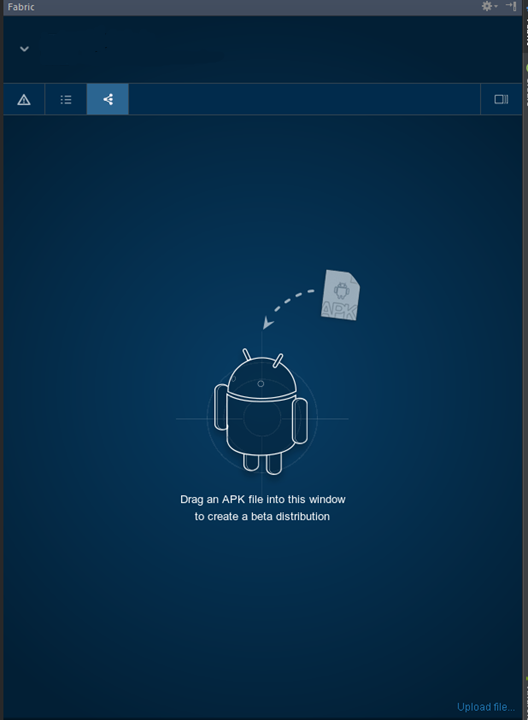 Fabric
APK
Drag an APK file into this window
to create a beta distribution
Upload file...